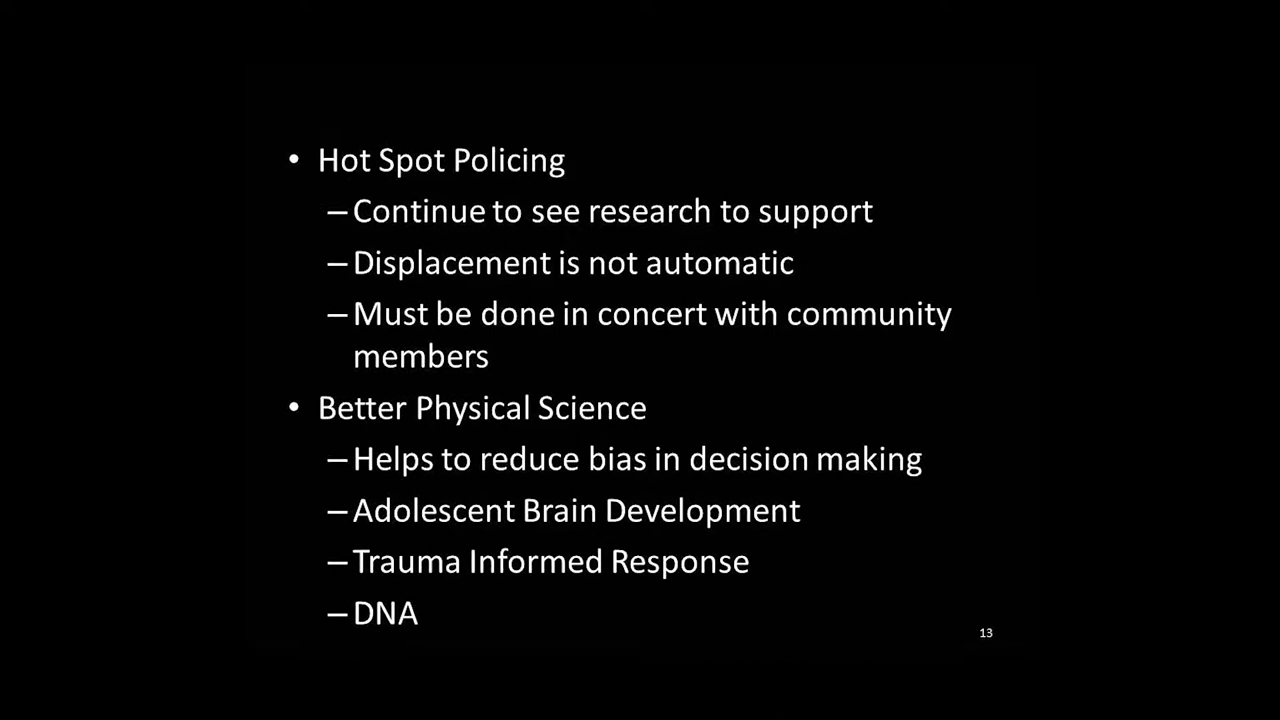 • Hot Spot Policing
–Continue to see research to support
–Displacement is not automatic
–Must be done in concert with community
members
• Better Physical Science
–Helps to reduce bias in decision making
–Adolescent Brain Development
–Trauma Informed Response
–DNA
13